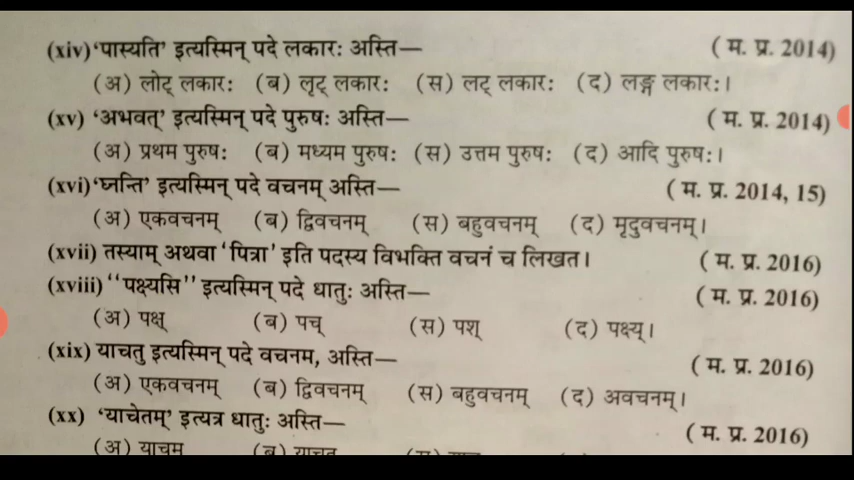 (xiv) ‘पास्यति’ इत्यस्मिन् पदे लकारः अस्ति— ( म. प्र. 2014)
(अ) लोट् लकारः (ब) लृट् लकारः (स) लट् लकारः (द) लङ्ग लकारः।
(xv) ‘अभवत्’ इत्यस्मिन् पदे पुरुषः अस्ति— ( म. प्र. 2014)
(अ) प्रथम पुरुषः (ब) मध्यम पुरुषः (स) उत्तम पुरुषः (द) आदि पुरुषः।
(xvi) ‘घ्नन्ति’ इत्यस्मिन् पदे वचनम् अस्ति— ( म. प्र. 2014, 15)
(अ) एकवचनम् (ब) द्विवचनम् (स) बहुवचनम् (द) मृदुवचनम्।
(xvii) तस्याम् अथवा ‘पित्रा’ इति पदस्य विभक्ति वचनं च लिखत। ( म. प्र. 2016)
(xviii) “पक्ष्यसि” इत्यस्मिन् पदे धातुः अस्ति— ( म. प्र. 2016)
(अ) पक्ष् (ब) पच् (स) पश् (द) पक्ष्य्।
(xix) याचतु इत्यस्मिन् पदे वचनम, अस्ति— ( म. प्र. 2016)
(अ) एकवचनम् (ब) द्विवचनम् (स) बहुवचनम् (द) अवचनम्।
(xx) ‘याचेतम्’ इत्यत्र धातुः अस्ति— ( म. प्र. 2016)
(अ) याचम (ब) याचत